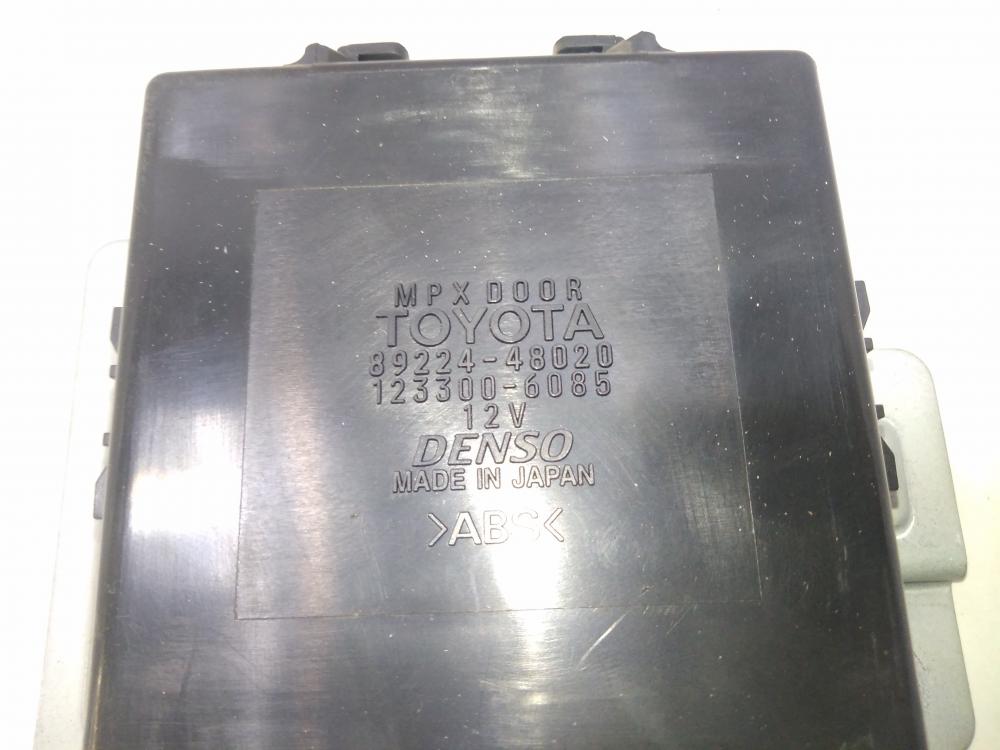 MPX DOOR
TOYOTA
89224-48020
123300-6085
12V
DENSO
MADE IN JAPAN
>ABS<